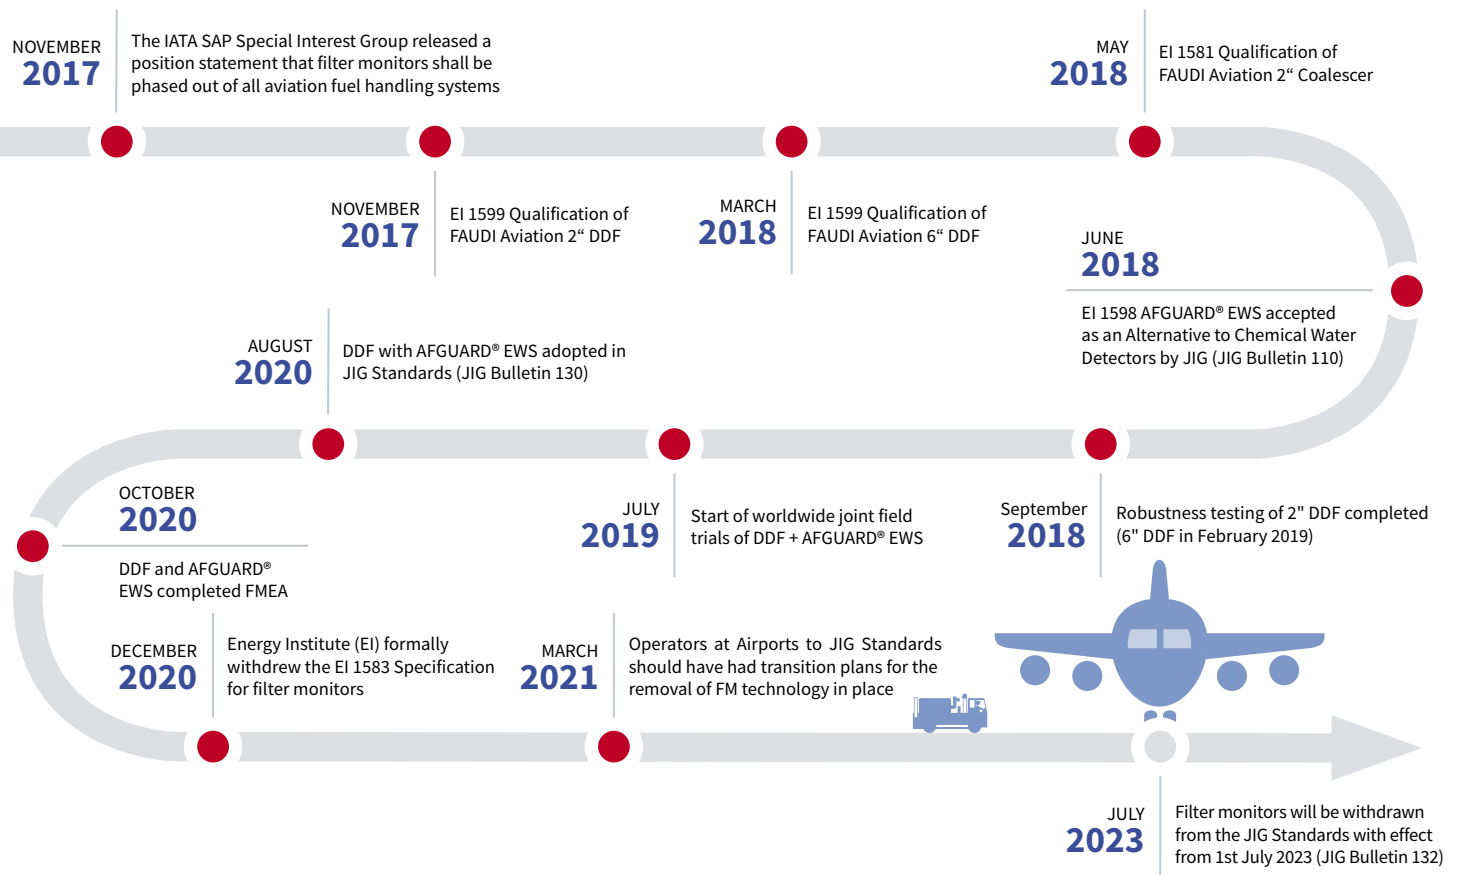 NOVEMBER
2017
The IATA SAP Special Interest Group released a
position statement that filter monitors shall be
phased out of all aviation fuel handling systems
NOVEMBER
2017
EI 1599 Qualification of
FAUDI Aviation 2“ DDF
MARCH
2018
EI 1599 Qualification of
FAUDI Aviation 6“ DDF
MAY
2018
EI 1581 Qualification of
FAUDI Aviation 2“ Coalescer
JUNE
2018
EI 1598 AFGUARD® EWS accepted
as an Alternative to Chemical Water
Detectors by JIG (JIG Bulletin 110)
September
2018
Robustness testing of 2" DDF completed
(6" DDF in February 2019)
JULY
2019
Start of worldwide joint field
trials of DDF + AFGUARD® EWS
AUGUST
2020
DDF with AFGUARD® EWS adopted in
JIG Standards (JIG Bulletin 130)
OCTOBER
2020
DDF and AFGUARD®
EWS completed FMEA
DECEMBER
2020
Energy Institute (EI) formally
withdrew the EI 1583 Specification
for filter monitors
MARCH
2021
Operators at Airports to JIG Standards
should have had transition plans for the
removal of FM technology in place
JULY
2023
Filter monitors will be withdrawn
from the JIG Standards with effect
from 1st July 2023 (JIG Bulletin 132)